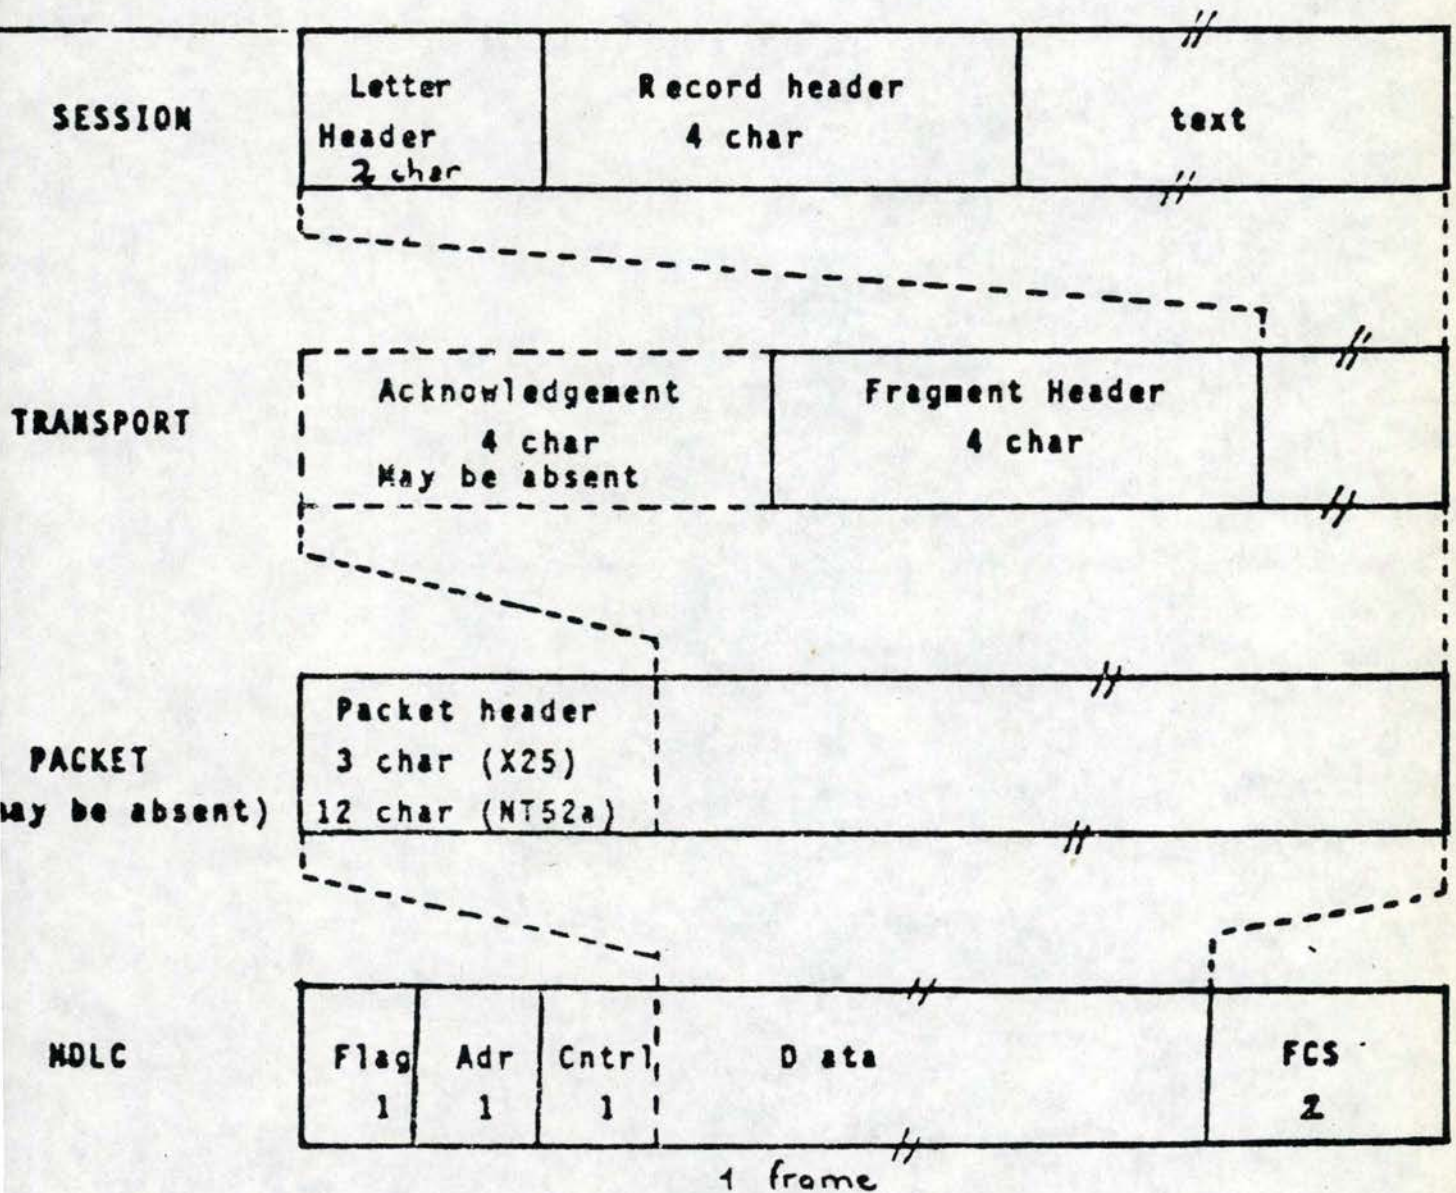 SESSION
Letter
Header
2 char
Record header
4 char
text
TRANSPORT
Acknowledgement
4 char
May be absent
Fragment Header
4 char
PACKET
may be absent)
Packet header
3 char (X25)
12 char (NT52a)
HDLC
Flag
1
Adr
1
Cntrl
1
Data
FCS
2
1 frame